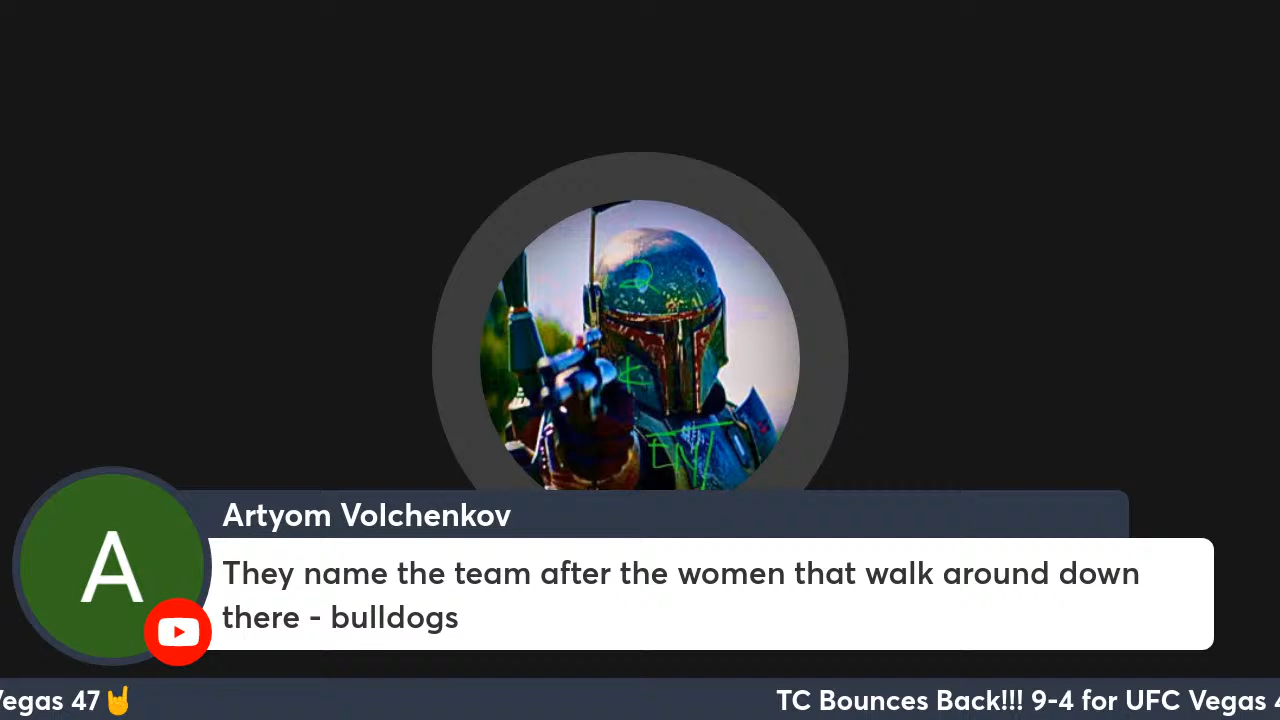 Artyom Volchenkov
A
They name the team after the women that walk around down
there - bulldogs
Vegas 47🤘
TC Bounces Back!!! 9-4 for UFC Vegas